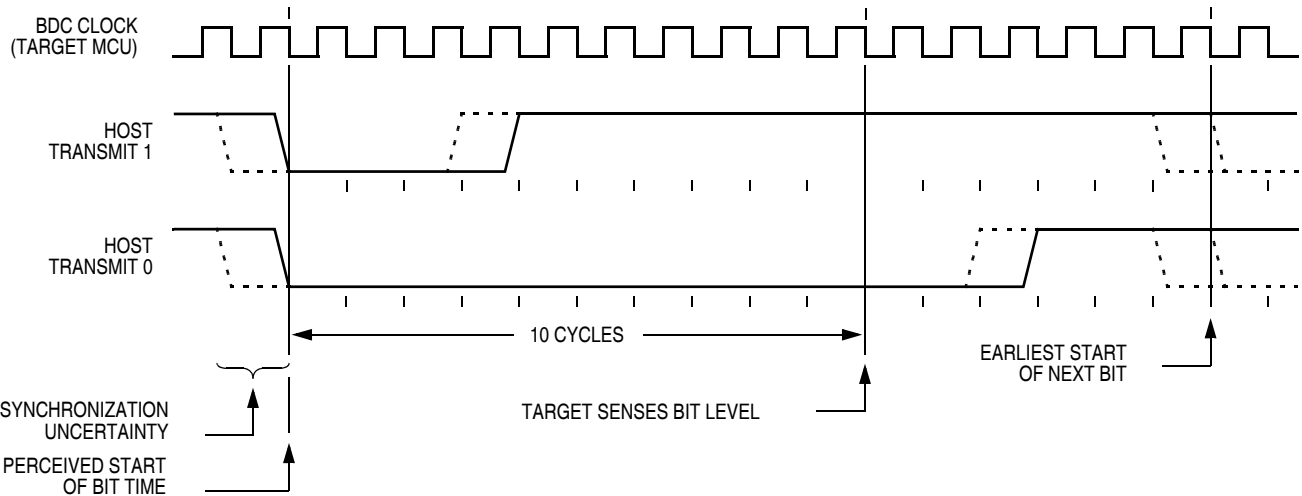 BDC CLOCK
(TARGET MCU)
HOST
TRANSMIT 1
HOST
TRANSMIT 0
10 CYCLES
EARLIEST START
OF NEXT BIT
SYNCHRONIZATION
UNCERTAINTY
TARGET SENSES BIT LEVEL
PERCEIVED START
OF BIT TIME